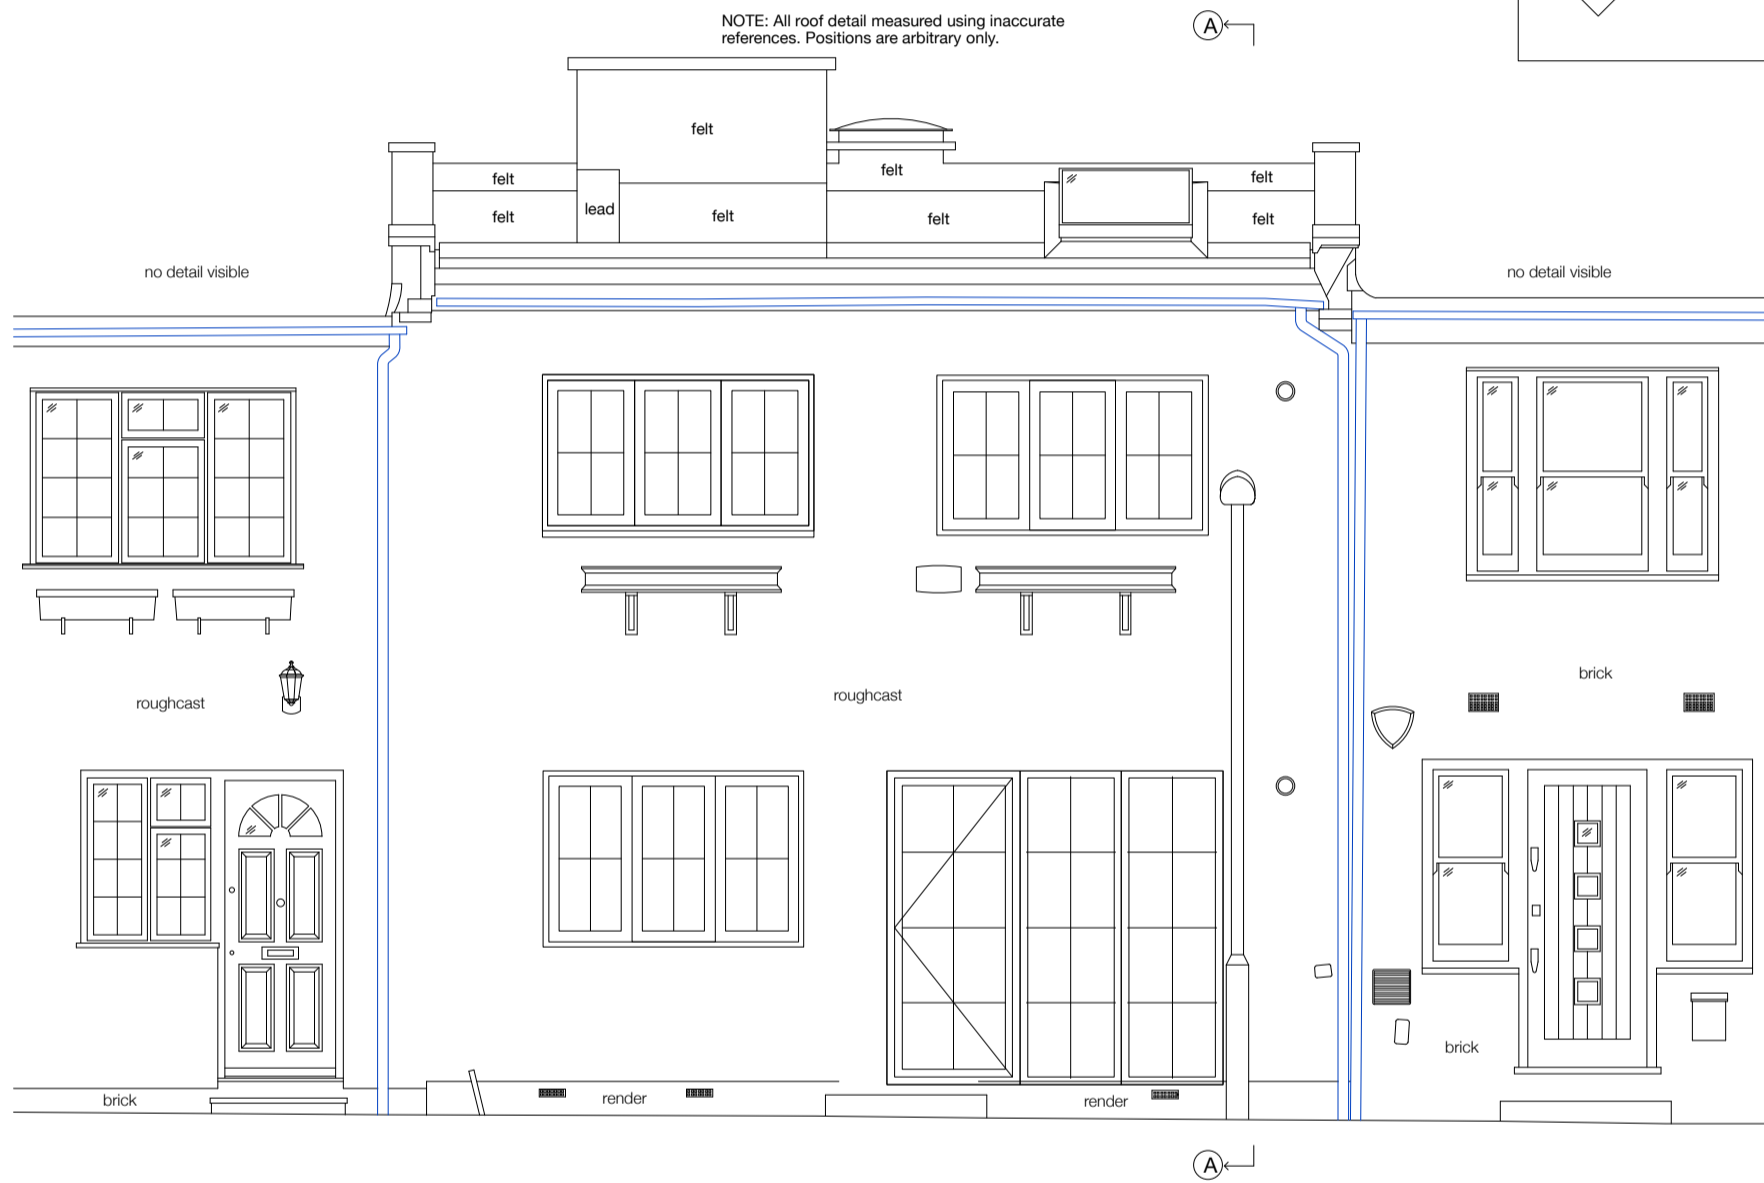 NOTE: All roof detail measured using inaccurate
references. Positions are arbitrary only.
A
felt
felt
felt
felt
felt
lead
felt
felt
felt
felt
no detail visible
no detail visible
roughcast
roughcast
brick
brick
brick
render
render
A